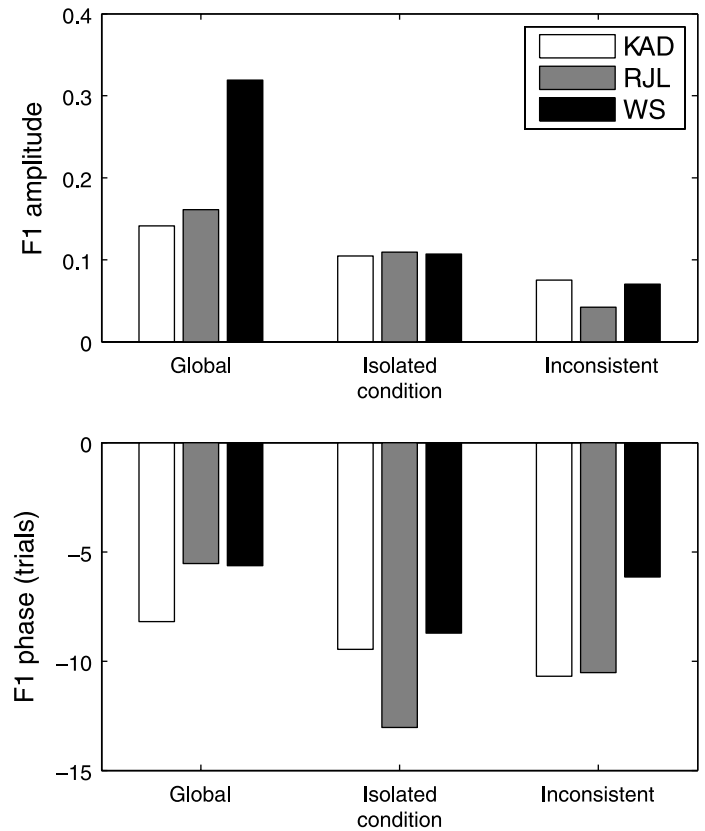 0.4
0.3
0.2
0.1
0
F1 amplitude
KAD
RJL
WS
Global
Isolated
condition
Inconsistent
0
−5
−10
−15
F1 phase (trials)
Global
Isolated
condition
Inconsistent